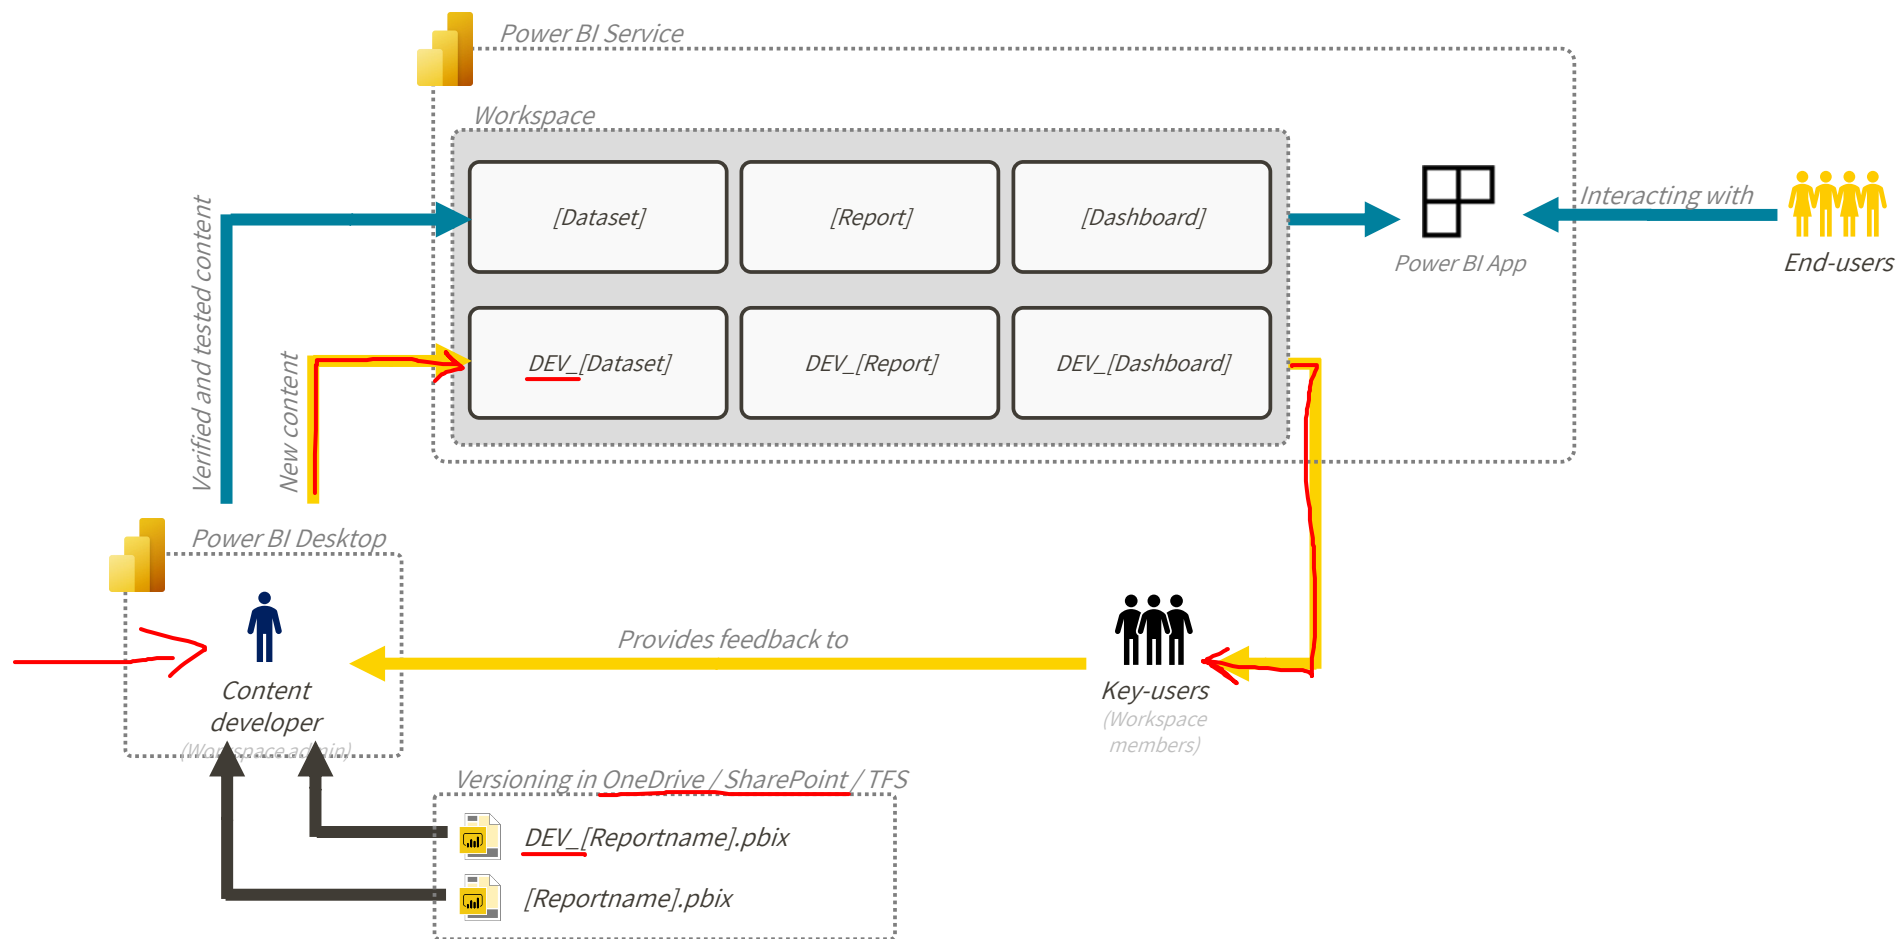 Power BI Service
Workspace
[Dataset]
[Report]
[Dashboard]
Power BI App
Interacting with
End-users
DEV_[Dataset]
DEV_[Report]
DEV_[Dashboard]
Verified and tested content
New content
Power BI Desktop
Content
developer
(Workspace admin)
Provides feedback to
Key-users
(Workspace
members)
Versioning in OneDrive / SharePoint / TFS
DEV_[Reportname].pbix
[Reportname].pbix